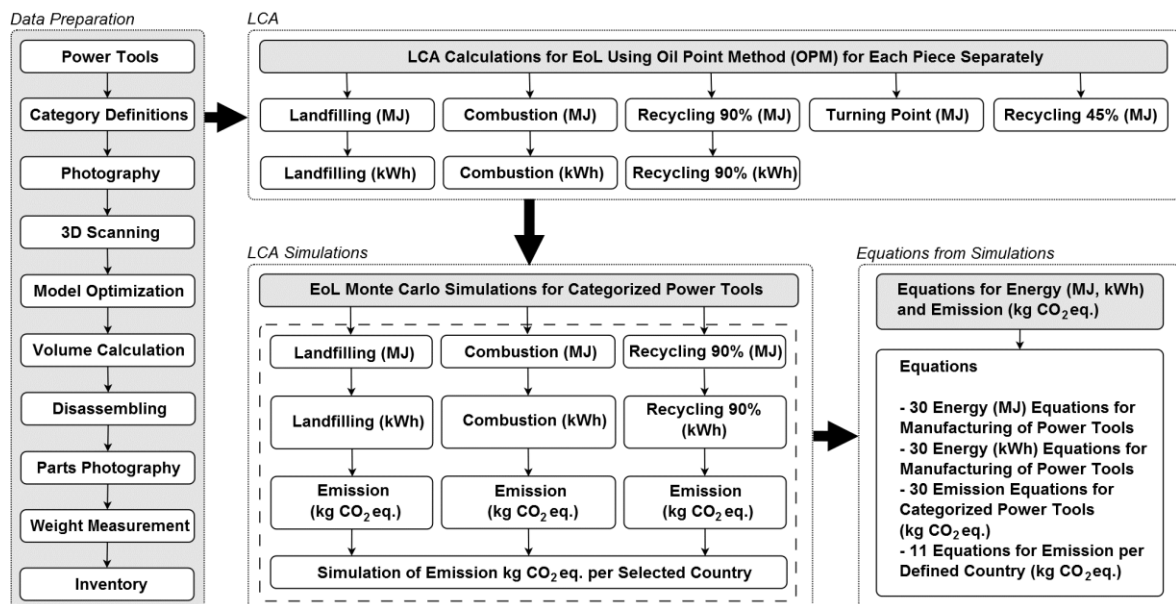 Data Preparation
Power Tools
Category Definitions
Photography
3D Scanning
Model Optimization
Volume Calculation
Disassembling
Parts Photography
Weight Measurement
Inventory
LCA
LCA Calculations for EoL Using Oil Point Method (OPM) for Each Piece Separately
Landfilling (MJ)
Combustion (MJ)
Recycling 90% (MJ)
Turning Point (MJ)
Recycling 45% (MJ)
Landfilling (kWh)
Combustion (kWh)
Recycling 90% (kWh)
LCA Simulations
EoL Monte Carlo Simulations for Categorized Power Tools
Landfilling (MJ)
Combustion (MJ)
Recycling 90% (MJ)
Landfilling (kWh)
Combustion (kWh)
Recycling 90%
(kWh)
Emission
(kg CO₂ eq.)
Emission
(kg CO₂ eq.)
Emission
(kg CO₂ eq.)
Simulation of Emission kg CO₂ eq. per Selected Country
Equations from Simulations
Equations for Energy (MJ, kWh)
and Emission (kg CO₂ eq.)
Equations
- 30 Energy (MJ) Equations for
Manufacturing of Power Tools
- 30 Energy (kWh) Equations for
Manufacturing of Power Tools
- 30 Emission Equations for
Categorized Power Tools
(kg CO₂ eq.)
- 11 Equations for Emission per
Defined Country (kg CO₂ eq.)